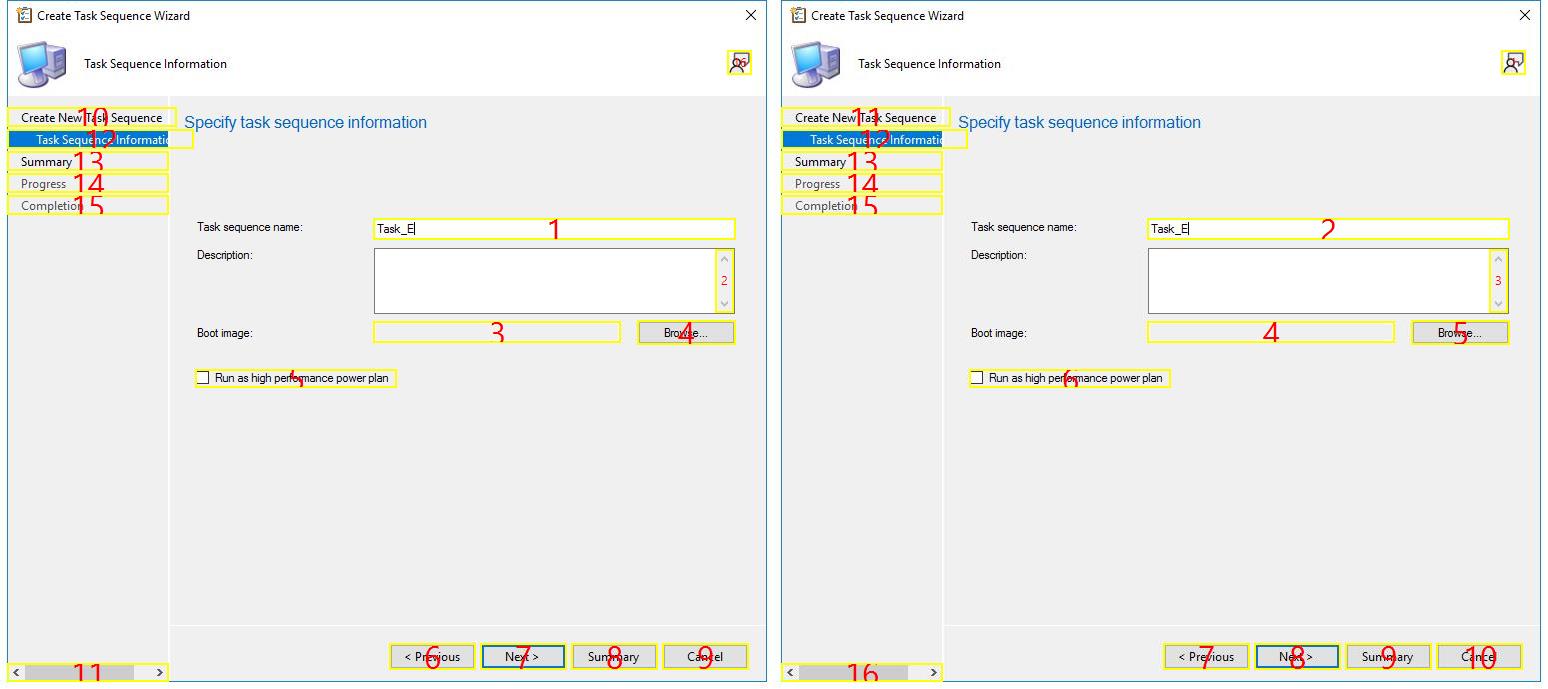 Create Task Sequence Wizard
Task Sequence Information
16
Create New Task Sequence
10
Task Sequence Informatio
12
Summary
13
Progress
14
Completion
15
Specify task sequence information
Task sequence name:
Task_E
1
Description:
2
Boot image:
3
Browse...
4
Run as high performance power plan
5
< Previous
6
Next >
7
Summary
8
Cancel
9
11
Create Task Sequence Wizard
Task Sequence Information
Create New Task Sequence
11
Task Sequence Informatio
12
Summary
13
Progress
14
Completion
15
Specify task sequence information
Task sequence name:
Task_E
2
Description:
3
Boot image:
4
Browse...
5
Run as high performance power plan
6
< Previous
7
Next >
8
Summary
9
Cancel
10
16